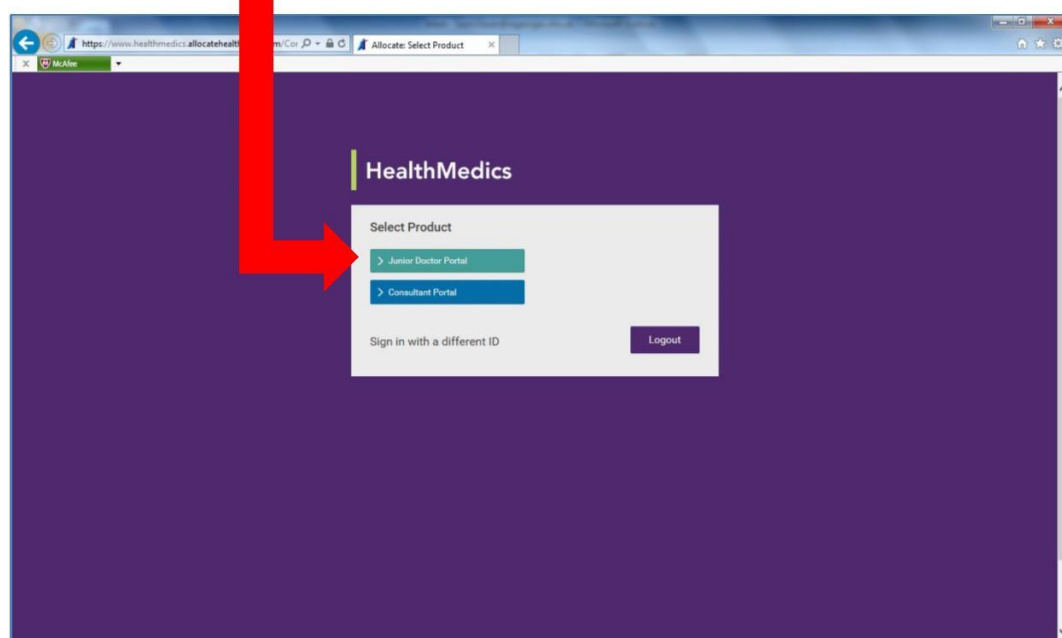 https://www.healthmedics.allocatehealt m/Cor
Allocate: Select Product
McAfee
HealthMedics
Select Product
Junior Doctor Portal
Consultant Portal
Sign in with a different ID
Logout